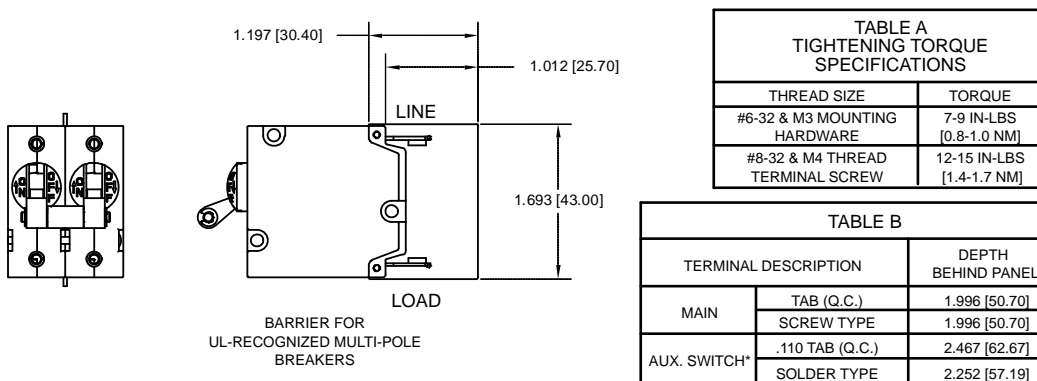 1.197 [30.40]
1.012 [25.70]
LINE
ON
OFF
ON
OFF
1.693 [43.00]
LOAD
BARRIER FOR
UL-RECOGNIZED MULTI-POLE
BREAKERS
TABLE A
TIGHTENING TORQUE
SPECIFICATIONS
THREAD SIZE TORQUE
#6-32 & M3 MOUNTING 7-9 IN-LBS
HARDWARE [0.8-1.0 NM]
#8-32 & M4 THREAD 12-15 IN-LBS
TERMINAL SCREW [1.4-1.7 NM]
TABLE B
TERMINAL DESCRIPTION DEPTH
BEHIND PANEL
MAIN TAB (Q.C.) 1.996 [50.70]
SCREW TYPE 1.996 [50.70]
AUX. SWITCH* .110 TAB (Q.C.) 2.467 [62.67]
SOLDER TYPE 2.252 [57.19]